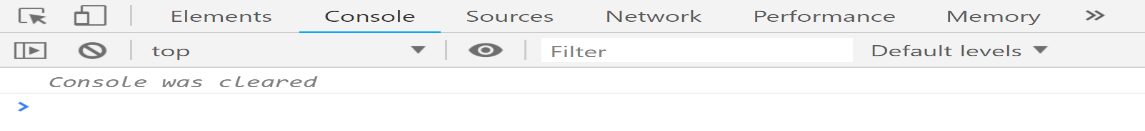 Elements Console Sources Network Performance Memory »
top Filter Default levels
Console was cleared
>